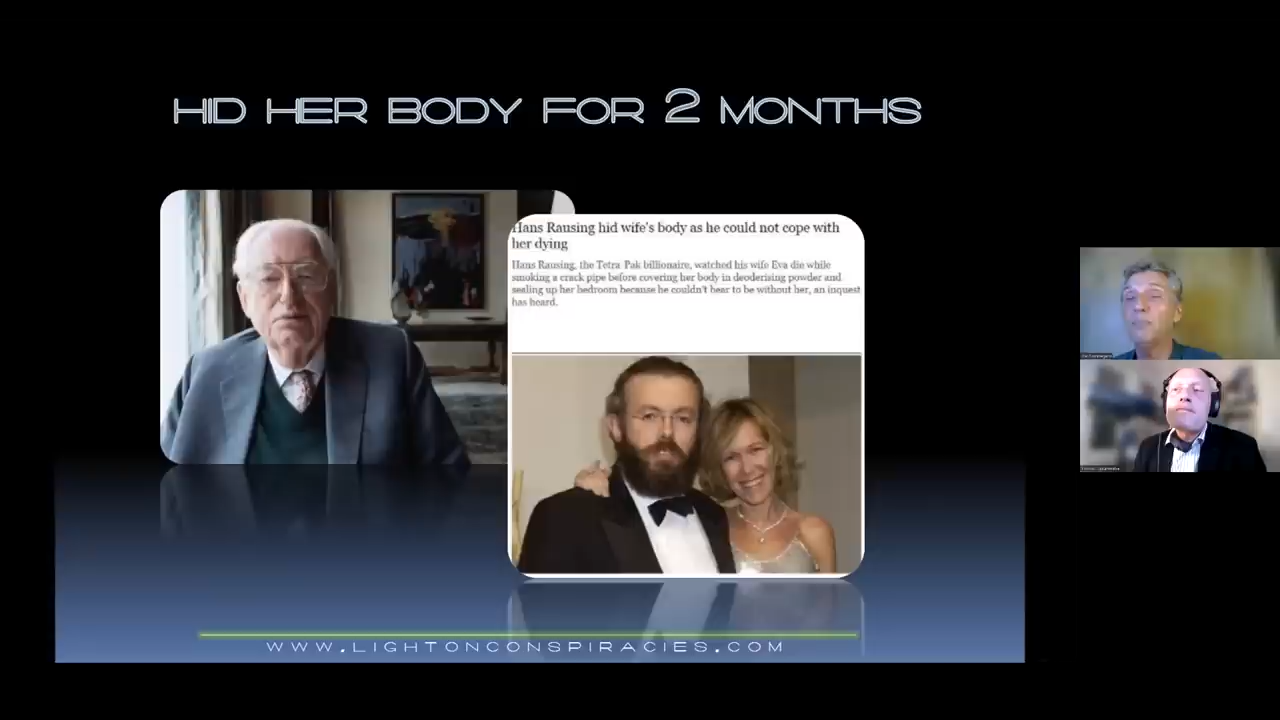 HID HER BODY FOR 2 MONTHS
Hans Rausing hid wife's body as he could not cope with
her dying
Hans Rausing, the Tetra Pak billionaire, watched his wife Eva die while
smoking a crack pipe before covering her body in deoderising powder and
sealing up her bedroom because he couldn't bear to be without her, an inquest
has heard.
WWW.LIGHTONCONSPIRACIES.COM